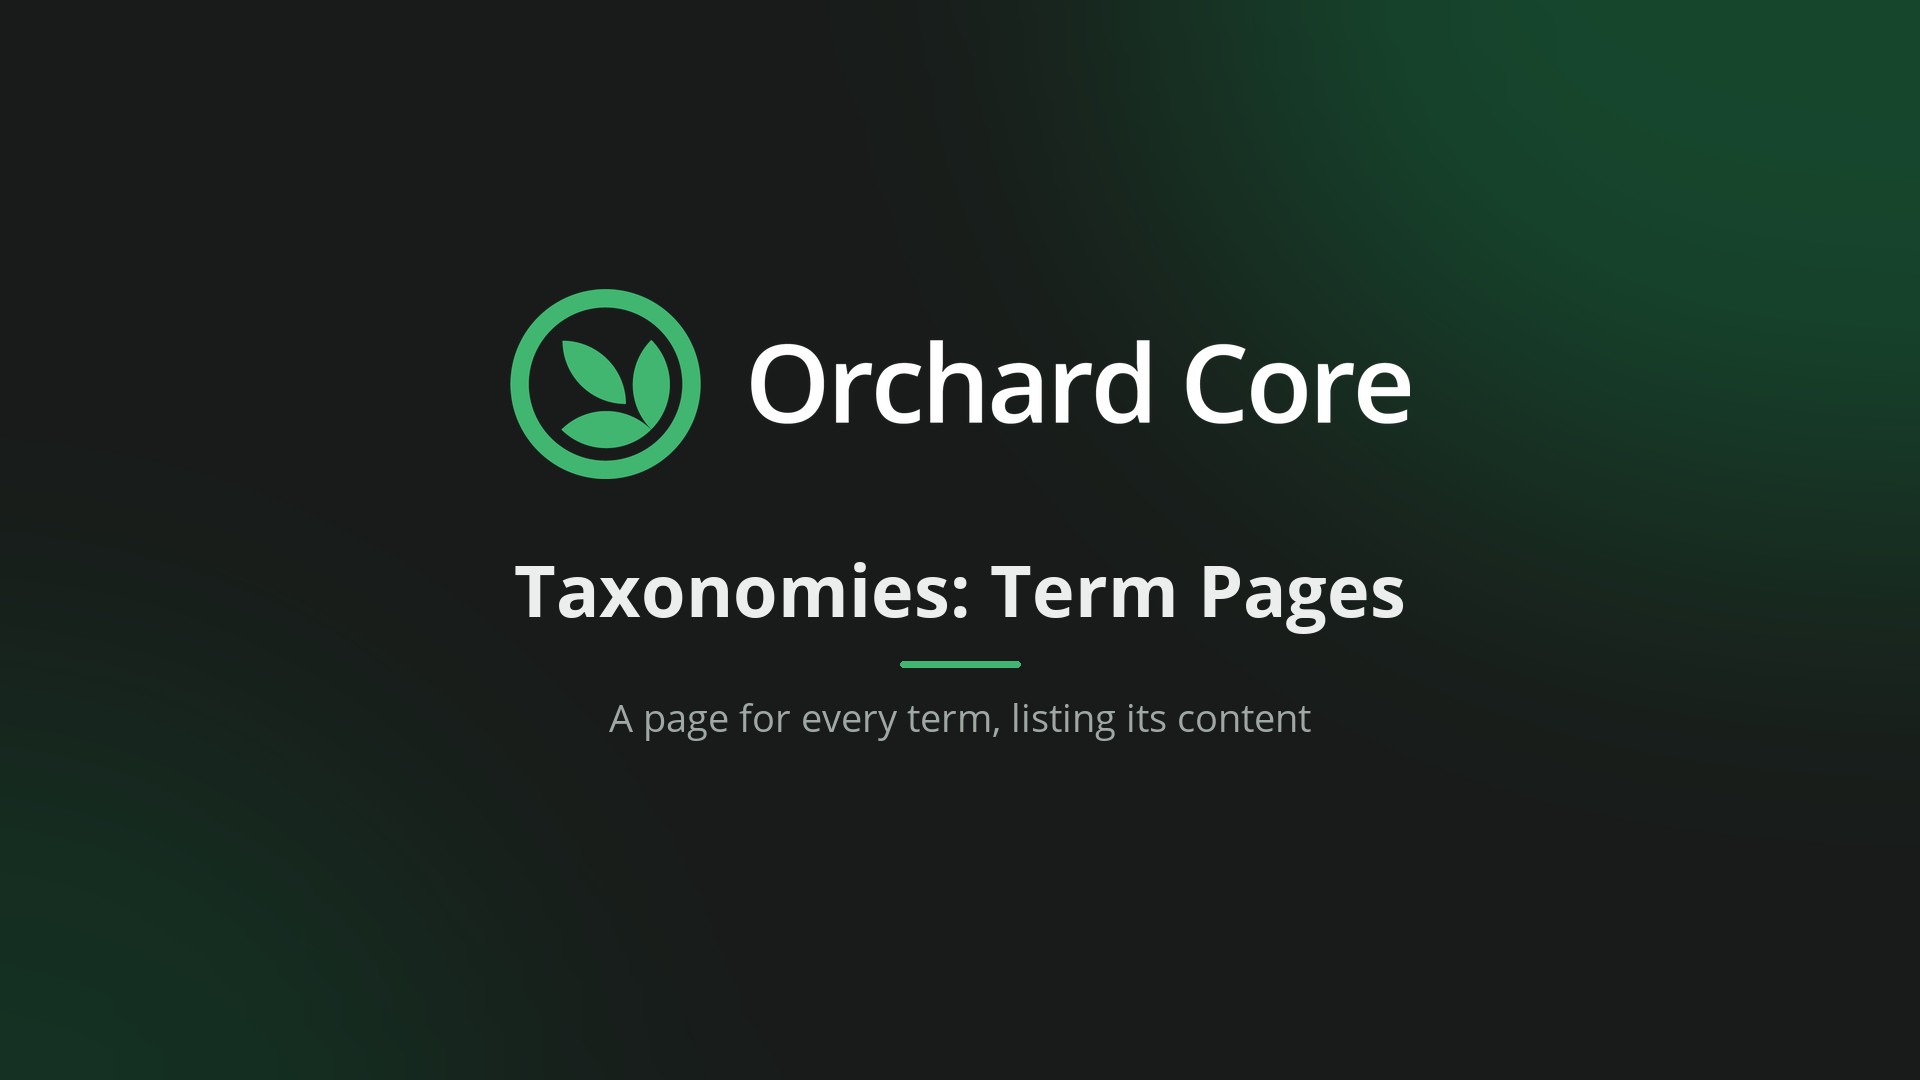 Orchard Core
Taxonomies: Term Pages
A page for every term, listing its content